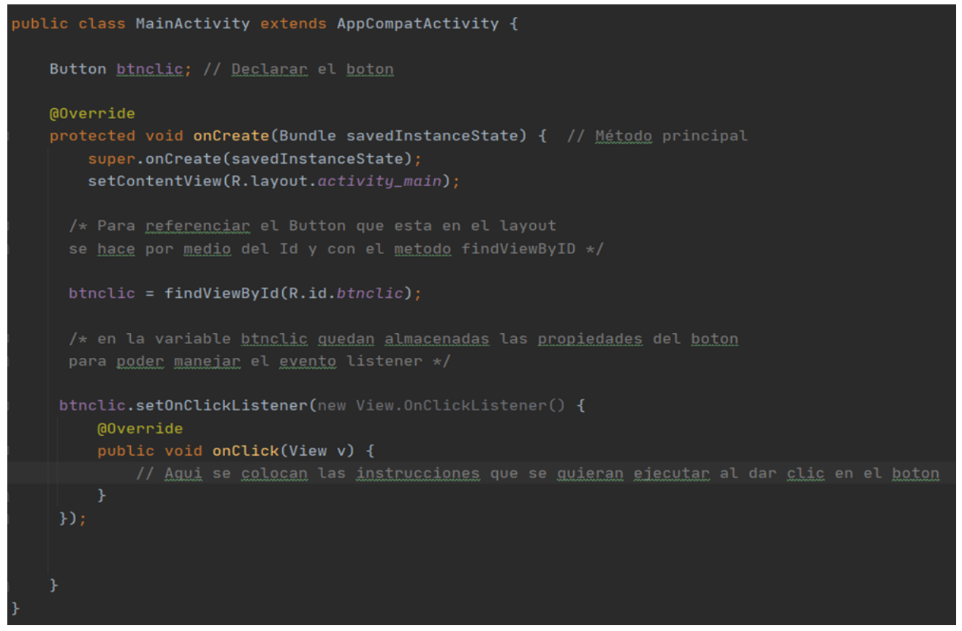 public class MainActivity extends AppCompatActivity {
Button btnclic; // Declarar el boton
@Override
protected void onCreate(Bundle savedInstanceState) {  // Método principal
super.onCreate(savedInstanceState);
setContentView(R.layout.activity_main);
/* Para referenciar el Button que esta en el layout
se hace por medio del Id y con el metodo findViewByID */
btnclic = findViewById(R.id.btnclic);
/* en la variable btnclic quedan almacenadas las propiedades del boton
para poder manejar el evento listener */
btnclic.setOnClickListener(new View.OnClickListener() {
@Override
public void onClick(View v) {
// Aqui se colocan las instrucciones que se quieran ejecutar al dar clic en el boton
}
});
}
}